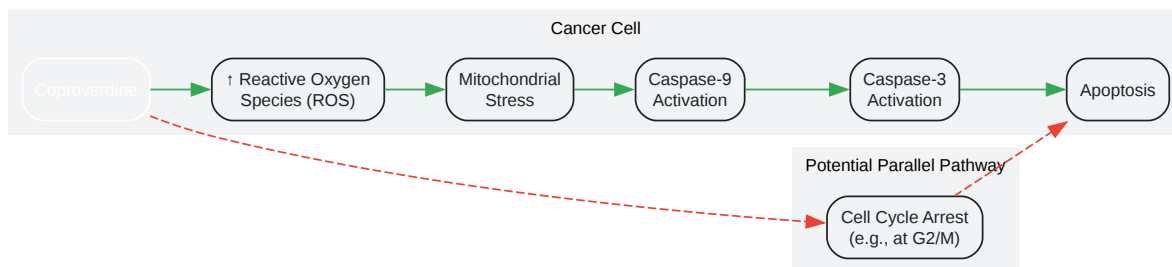 Cancer Cell
Coproverdine
↑ Reactive Oxygen
Species (ROS)
Mitochondrial
Stress
Caspase-9
Activation
Caspase-3
Activation
Apoptosis
Potential Parallel Pathway
Cell Cycle Arrest
(e.g., at G2/M)